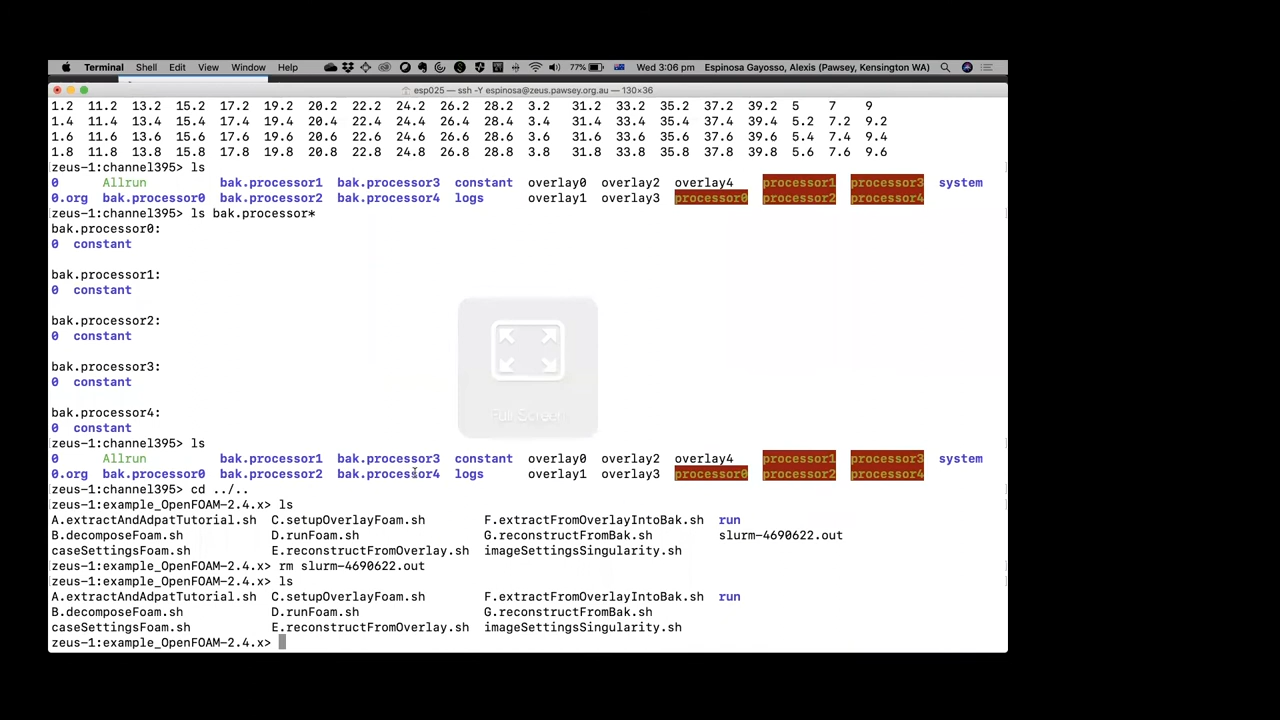 Terminal Shell Edit View Window Help 77% Wed 3:06 pm Espinosa Gayosso, Alexis (Pawsey, Kensington WA)
esp025 — ssh -Y espinosa@zeus.pawsey.org.au — 130×36
1.2 11.2 13.2 15.2 17.2 19.2 20.2 22.2 24.2 26.2 28.2 3.2 31.2 33.2 35.2 37.2 39.2 5 7 9
1.4 11.4 13.4 15.4 17.4 19.4 20.4 22.4 24.4 26.4 28.4 3.4 31.4 33.4 35.4 37.4 39.4 5.2 7.2 9.2
1.6 11.6 13.6 15.6 17.6 19.6 20.6 22.6 24.6 26.6 28.6 3.6 31.6 33.6 35.6 37.6 39.6 5.4 7.4 9.4
1.8 11.8 13.8 15.8 17.8 19.8 20.8 22.8 24.8 26.8 28.8 3.8 31.8 33.8 35.8 37.8 39.8 5.6 7.6 9.6
zeus-1:channel395> ls
0 Allrun bak.processor1 bak.processor3 constant overlay0 overlay2 overlay4 processor1 processor3 system
0.org bak.processor0 bak.processor2 bak.processor4 logs overlay1 overlay3 processor0 processor2 processor4
zeus-1:channel395> ls bak.processor*
bak.processor0:
0 constant
bak.processor1:
0 constant
bak.processor2:
0 constant
bak.processor3:
0 constant
bak.processor4:
0 constant
zeus-1:channel395> ls
0 Allrun bak.processor1 bak.processor3 constant overlay0 overlay2 overlay4 processor1 processor3 system
0.org bak.processor0 bak.processor2 bak.processor4 logs overlay1 overlay3 processor0 processor2 processor4
zeus-1:channel395> cd ../..
zeus-1:example_OpenFOAM-2.4.x> ls
A.extractAndAdpatTutorial.sh C.setupOverlayFoam.sh F.extractFromOverlayIntoBak.sh run
B.decomposeFoam.sh D.runFoam.sh G.reconstructFromBak.sh slurm-4690622.out
caseSettingsFoam.sh E.reconstructFromOverlay.sh imageSettingsSingularity.sh
zeus-1:example_OpenFOAM-2.4.x> rm slurm-4690622.out
zeus-1:example_OpenFOAM-2.4.x> ls
A.extractAndAdpatTutorial.sh C.setupOverlayFoam.sh F.extractFromOverlayIntoBak.sh run
B.decomposeFoam.sh D.runFoam.sh G.reconstructFromBak.sh
caseSettingsFoam.sh E.reconstructFromOverlay.sh imageSettingsSingularity.sh
zeus-1:example_OpenFOAM-2.4.x>
Full Screen